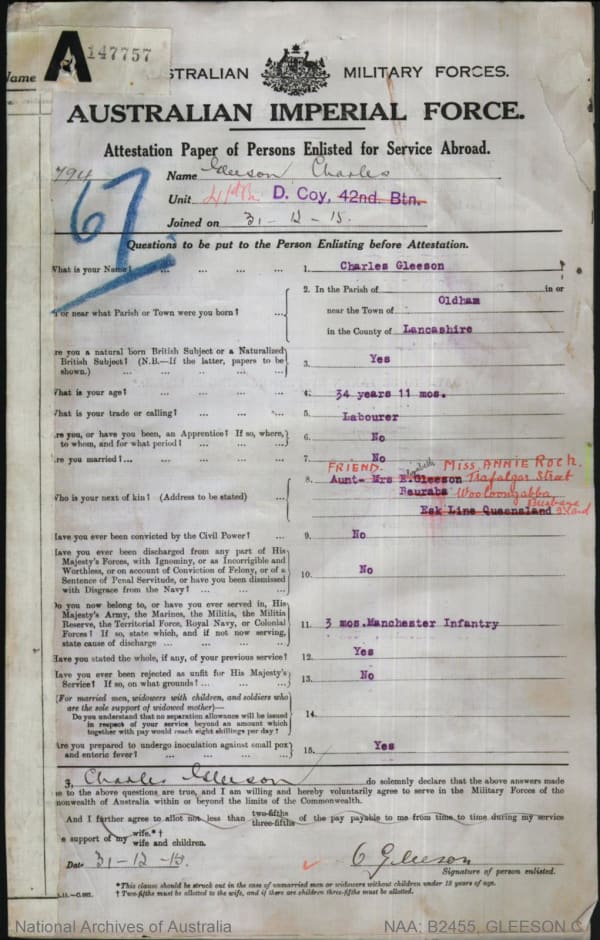 A 147757
Name
AUSTRALIAN MILITARY FORCES.
AUSTRALIAN IMPERIAL FORCE.
Attestation Paper of Persons Enlisted for Service Abroad.
794 Name Gleeson Charles
67
Unit 41st D. Coy, 42nd. Btn.
Joined on 31-12-15.
Questions to be put to the Person Enlisting before Attestation.
What is your Name? ... ... ... ... 1. Charles Gleeson
2. In the Parish of in or
or near what Parish or Town were you born? ... near the Town of Oldham
in the County of Lancashire
Are you a natural born British Subject or a Naturalized
British Subject? (N.B.—If the latter, papers to be
shown.) ... ... ... ... 3. Yes
What is your age? ... ... ... ... 4. 34 years 11 mos.
What is your trade or calling? ... ... ... 5. Labourer
Are you, or have you been, an Apprentice? If so, where,
to whom, and for what period? ... ... 6. No
Are you married? ... ... ... ... 7. No
FRIEND. Elizabeth MISS ANNIE ROCH.
8. Aunt- Mrs E. Gleeson Trafalgar Street
Who is your next of kin? (Address to be stated) ... Rauraba Wooloongabba
Esk Line Queensland Brisbane
Have you ever been convicted by the Civil Power? ... 9. No
Have you ever been discharged from any part of His
Majesty's Forces, with Ignominy, or as Incorrigible and
Worthless, or on account of Conviction of Felony, or of a
Sentence of Penal Servitude, or have you been dismissed
with Disgrace from the Navy? ... ... 10. No
Do you now belong to, or have you ever served in, His
Majesty's Army, the Marines, the Militia, the Militia
Reserve, the Territorial Force, Royal Navy, or Colonial
Forces? If so, state which, and if not now serving,
state cause of discharge ... ... ... 11. 3 mos. Manchester Infantry
Have you stated the whole, if any, of your previous service? 12. Yes
Have you ever been rejected as unfit for His Majesty's
Service? If so, on what grounds? ... ... 13. No
(For married men, widowers with children, and soldiers who
are the sole support of widowed mother)—
Do you understand that no separation allowance will be issued
in respect of your service beyond an amount which
together with pay would reach eight shillings per day? 14.
Are you prepared to undergo inoculation against small pox
and enteric fever? ... ... ... ... 15. Yes
I, Charles Gleeson do solemnly declare that the above answers made
me to the above questions are true, and I am willing and hereby voluntarily agree to serve in the Military Forces of the
Commonwealth of Australia within or beyond the limits of the Commonwealth.
And I further agree to allot not less than two-fifths three-fifths of the pay payable to me from time to time during my service
the support of my wife.*† wife and children.
Date 31-12-15. C Gleeson
Signature of person enlisted.
*This clause should be struck out in the case of unmarried men or widowers without children under 18 years of age.
† Two-fifths must be allotted to the wife, and if there are children three-fifths must be allotted.
National Archives of Australia NAA: B2455, GLEESON C